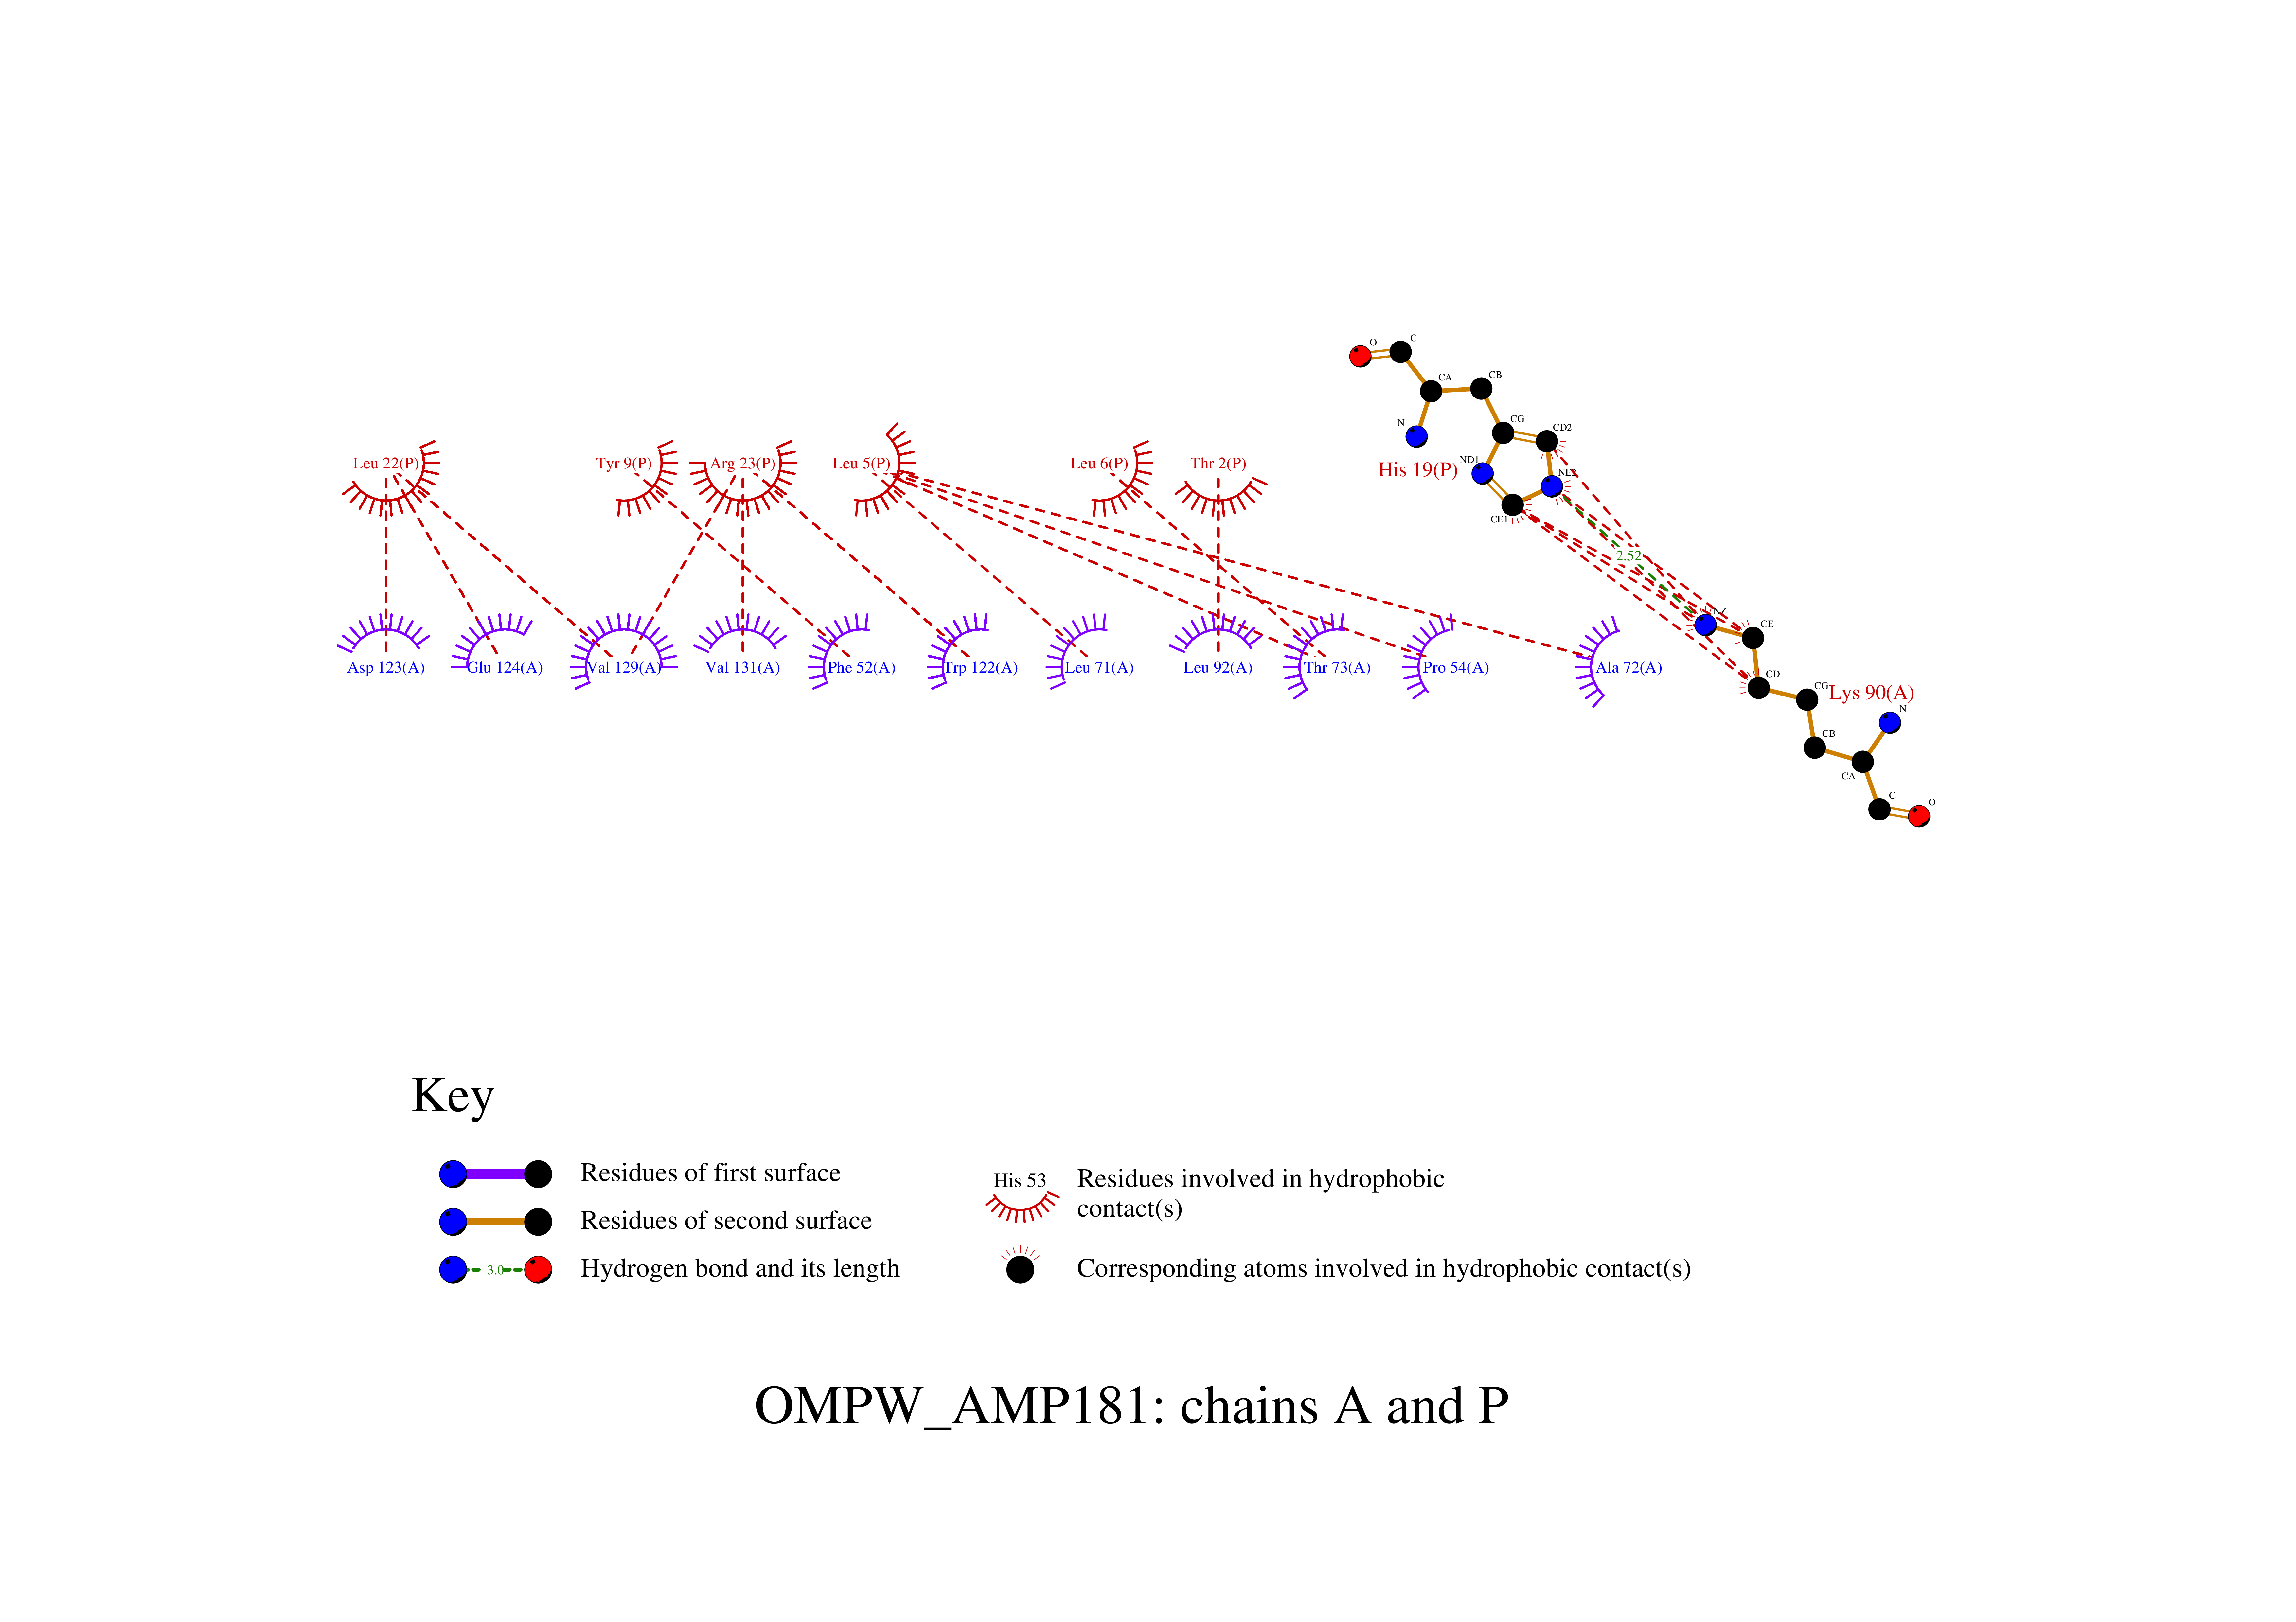 O
C
CA
CB
N
CG
CD2
His 19(P)
ND1
NE2
CE1
Leu 22(P)
Tyr 9(P)
Arg 23(P)
Leu 5(P)
Leu 6(P)
Thr 2(P)
2.52
NZ
CE
Asp 123(A)
Glu 124(A)
Val 129(A)
Val 131(A)
Phe 52(A)
Trp 122(A)
Leu 71(A)
Leu 92(A)
Thr 73(A)
Pro 54(A)
Ala 72(A)
CD
CG
Lys 90(A)
N
CB
CA
C
O
Key
Residues of first surface
Residues of second surface
3.0
Hydrogen bond and its length
His 53
Residues involved in hydrophobic
contact(s)
Corresponding atoms involved in hydrophobic contact(s)
OMPW_AMP181: chains A and P